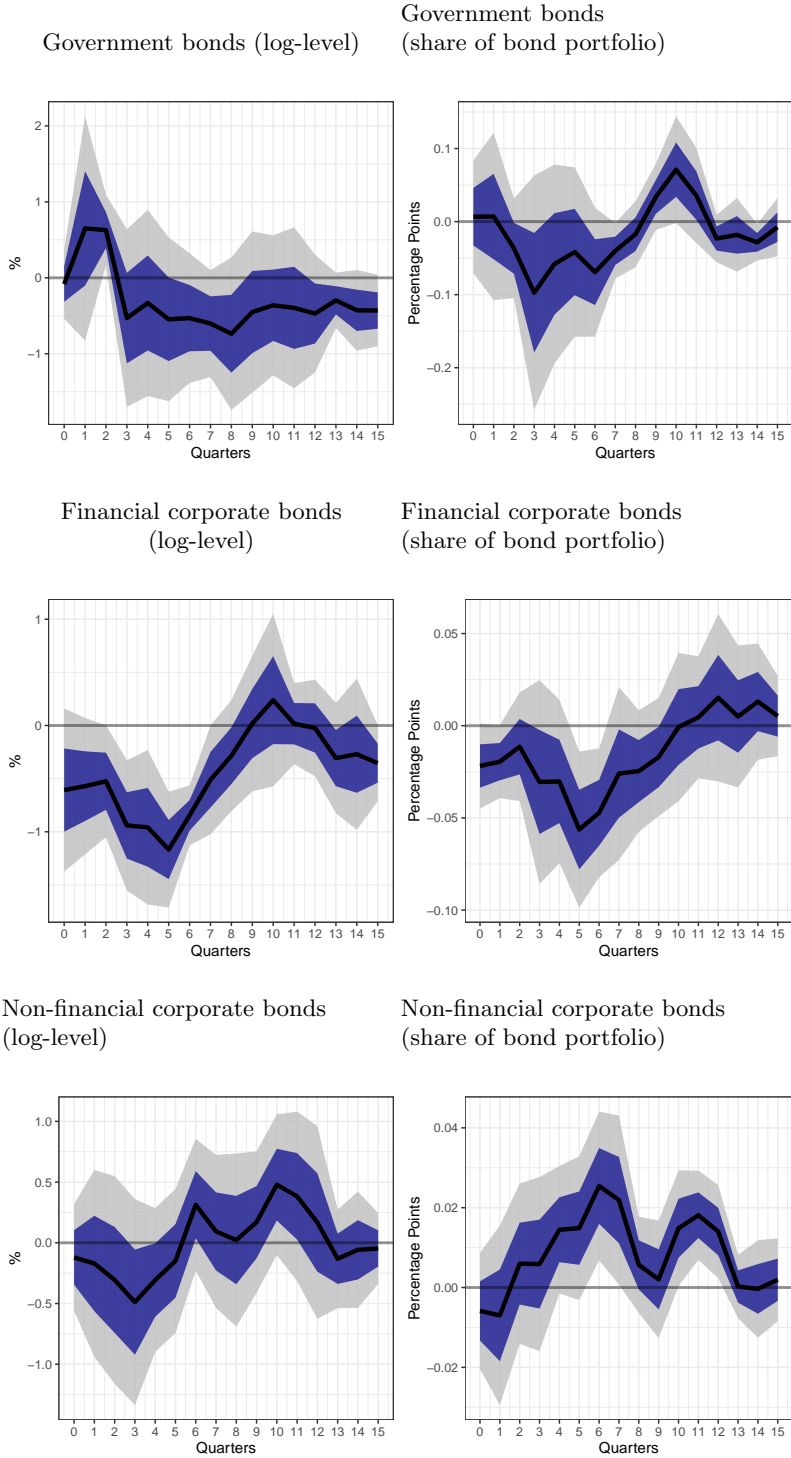 Government bonds (log-level)
Government bonds
(share of bond portfolio)
2
1
0
−1
%
0 1 2 3 4 5 6 7 8 9 10 11 12 13 14 15
Quarters
0.1
0.0
−0.1
−0.2
Percentage Points
0 1 2 3 4 5 6 7 8 9 10 11 12 13 14 15
Quarters
Financial corporate bonds
(log-level)
Financial corporate bonds
(share of bond portfolio)
1
0
−1
%
0 1 2 3 4 5 6 7 8 9 10 11 12 13 14 15
Quarters
0.05
0.00
−0.05
−0.10
Percentage Points
0 1 2 3 4 5 6 7 8 9 10 11 12 13 14 15
Quarters
Non-financial corporate bonds
(log-level)
Non-financial corporate bonds
(share of bond portfolio)
1.0
0.5
0.0
−0.5
−1.0
%
0 1 2 3 4 5 6 7 8 9 10 11 12 13 14 15
Quarters
0.04
0.02
0.00
−0.02
Percentage Points
0 1 2 3 4 5 6 7 8 9 10 11 12 13 14 15
Quarters